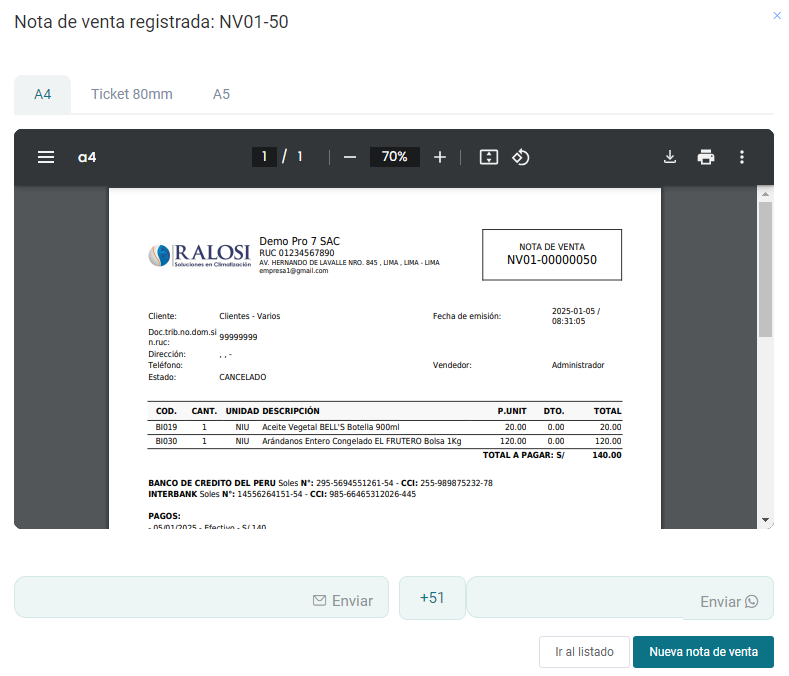 Nota de venta registrada: NV01-50
A4
Ticket 80mm
A5
a4
1 / 1
70%
RALOSI
Soluciones en Climatización
Demo Pro 7 SAC
RUC 01234567890
AV. HERNANDO DE LAVALLE NRO. 845 , LIMA , LIMA - LIMA
empresa1@gmail.com
NOTA DE VENTA
NV01-00000050
Cliente: Clientes - Varios Fecha de emisión: 2025-01-05 /
08:31:05
Doc.trib.no.dom.si
n.ruc: 99999999
Dirección: , , -
Teléfono: Vendedor: Administrador
Estado: CANCELADO
COD. CANT. UNIDAD DESCRIPCIÓN P.UNIT DTO. TOTAL
BI019 1 NIU Aceite Vegetal BELL'S Botella 900ml 20.00 0.00 20.00
BI030 1 NIU Arándanos Entero Congelado EL FRUTERO Bolsa 1Kg 120.00 0.00 120.00
TOTAL A PAGAR: S/ 140.00
BANCO DE CREDITO DEL PERU Soles N°: 295-5694551261-54 - CCI: 255-989875232-78
INTERBANK Soles N°: 14556264151-54 - CCI: 985-66465312026-445
PAGOS:
- 05/01/2025 - Efectivo - S/ 140
Enviar
+51
Enviar
Ir al listado
Nueva nota de venta